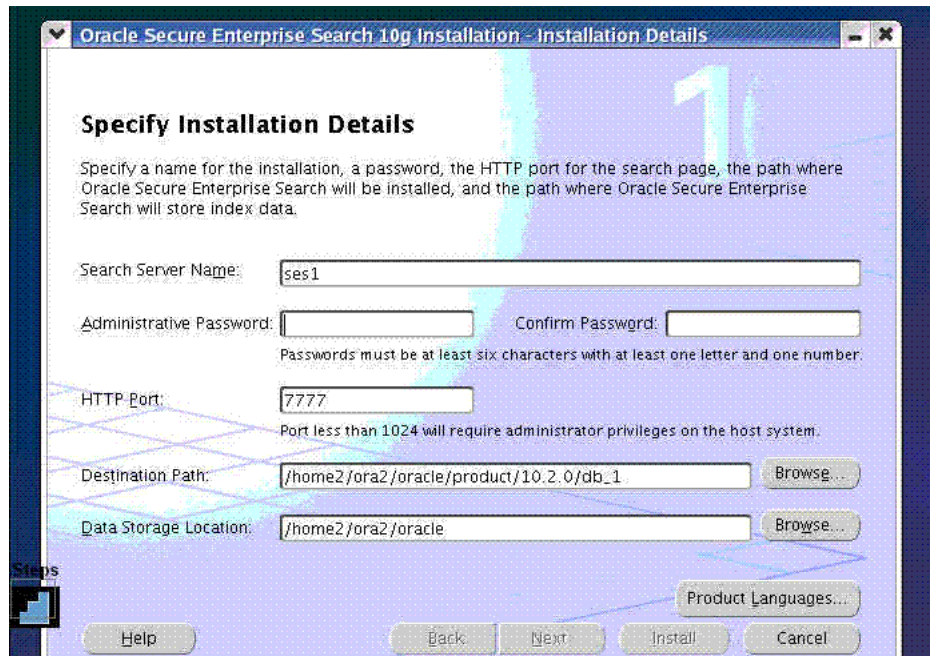 Oracle Secure Enterprise Search 10g Installation - Installation Details
10
Specify Installation Details
Specify a name for the installation, a password, the HTTP port for the search page, the path where
Oracle Secure Enterprise Search will be installed, and the path where Oracle Secure Enterprise
Search will store index data.
Search Server Name: ses1
Administrative Password: Confirm Password:
Passwords must be at least six characters with at least one letter and one number.
HTTP Port: 7777
Port less than 1024 will require administrator privileges on the host system.
Destination Path: /home2/ora2/oracle/product/10.2.0/db_1 Browse...
Data Storage Location: /home2/ora2/oracle Browse...
Steps
Product Languages...
Help Back Next Install Cancel